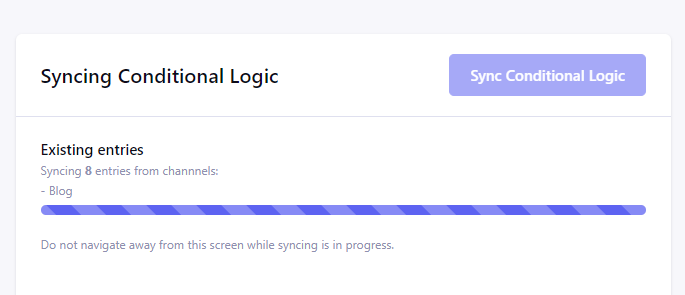 Syncing Conditional Logic
Sync Conditional Logic
Existing entries
Syncing 8 entries from channnels:
- Blog
Do not navigate away from this screen while syncing is in progress.